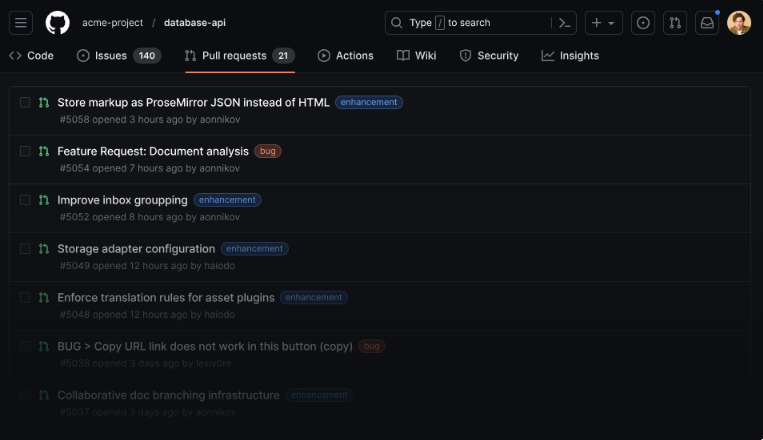 acme-project / database-api
Type / to search
Code Issues 140 Pull requests 21 Actions Wiki Security Insights
Store markup as ProseMirror JSON instead of HTML enhancement
#5058 opened 3 hours ago by aonnikov
Feature Request: Document analysis bug
#5054 opened 7 hours ago by aonnikov
Improve inbox groupping enhancement
#5052 opened 8 hours ago by aonnikov
Storage adapter configuration enhancement
#5049 opened 12 hours ago by haiodo
Enforce translation rules for asset plugins enhancement
#5048 opened 12 hours ago by haiodo
BUG > Copy URL link does not work in this button (copy) bug
#5038 opened 3 days ago by lexiv0re
Collaborative doc branching infrastructure enhancement
#5037 opened 3 days ago by aonnikov